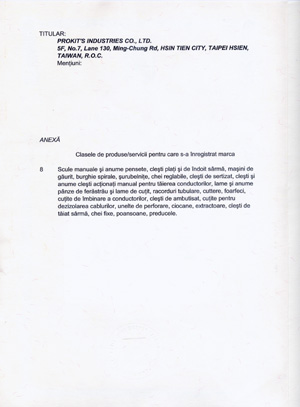 TITULAR:
PROKIT'S INDUSTRIES CO., LTD.
5F, No.7, Lane 130, Ming-Chung Rd, HSIN TIEN CITY, TAIPEI HSIEN,
TAIWAN, R.O.C.
Menţiuni:
ANEXĂ
Clasele de produse/servicii pentru care s-a înregistrat marca
8 Scule manuale şi anume pensete, cleşti plaţi şi de îndoit sârmă, maşini de
găurit, burghie spirale, şurubelniţe, chei reglabile, cleşti de sertizat, cleşti şi
anume cleşti acţionaţi manual pentru tăierea conductorilor, lame şi anume
pânze de ferăstrău şi lame de cuţit, racorduri tubulare, cuttere, foarfeci,
cuţite de îmbinare a conductorilor, cleşti de ambutisat, cuţite pentru
dezizolarea cablurilor, unelte de perforare, ciocane, extractoare, cleşti de
tăiat sârmă, chei fixe, poansoane, preducele.